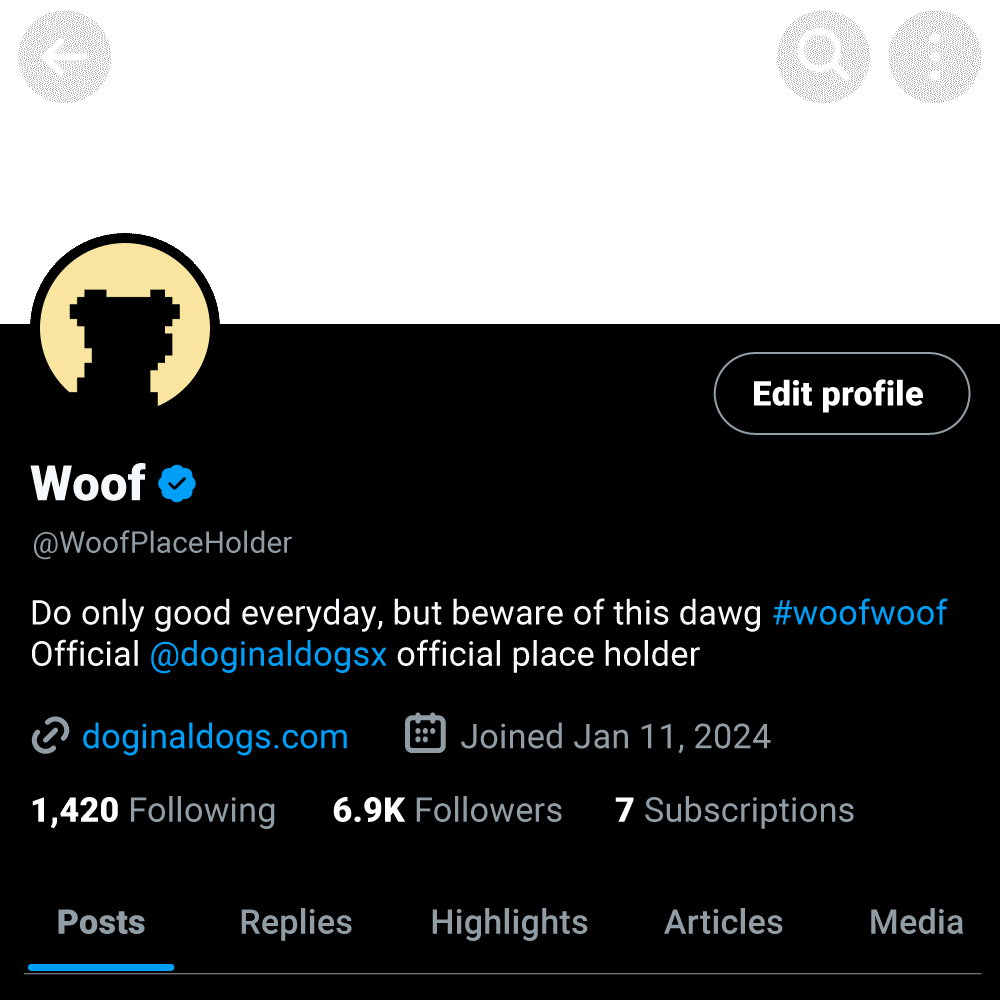 Edit profile
Woof
@WoofPlaceHolder
Do only good everyday, but beware of this dawg #woofwoof
Official @doginaldogsx official place holder
doginaldogs.com Joined Jan 11, 2024
1,420 Following 6.9K Followers 7 Subscriptions
Posts Replies Highlights Articles Media